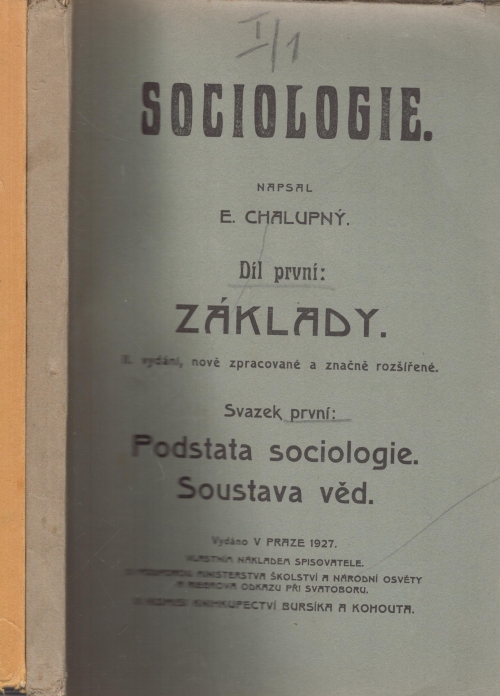 I/1
SOCIOLOGIE.
NAPSAL
E. CHALUPNÝ.
Díl první:
ZÁKLADY.
II. vydání, nově zpracované a značně rozšířené.
Svazek první:
Podstata sociologie.
Soustava věd.
Vydáno V PRAZE 1927.
VLASTNÍM NÁKLADEM SPISOVATELE.
S PODPOROU MINISTERSTVA ŠKOLSTVÍ A NÁRODNÍ OSVĚTY
A RIEGROVA ODKAZU PŘI SVATOBORU.
V KOMISI KNIHKUPECTVÍ BURSÍKA A KOHOUTA.